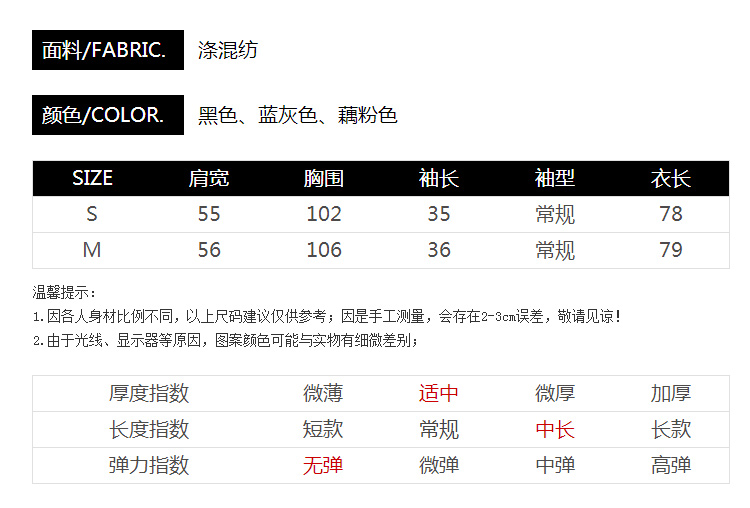 面料/FABRIC. 涤混纺
颜色/COLOR. 黑色、蓝灰色、藕粉色
SIZE 肩宽 胸围 袖长 袖型 衣长
S 55 102 35 常规 78
M 56 106 36 常规 79
温馨提示：
1.因各人身材比例不同，以上尺码建议仅供参考；因是手工测量，会存在2-3cm误差，敬请见谅！
2.由于光线、显示器等原因，图案颜色可能与实物有细微差别；
厚度指数 微薄 适中 微厚 加厚
长度指数 短款 常规 中长 长款
弹力指数 无弹 微弹 中弹 高弹